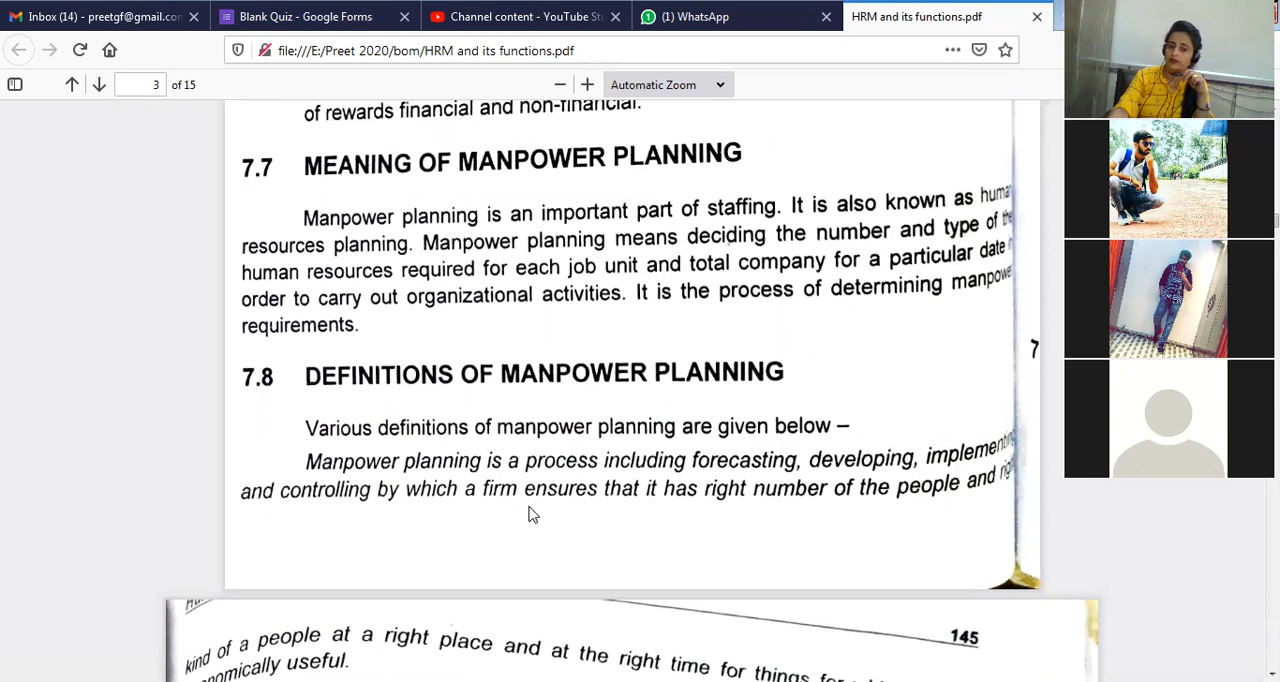 Inbox (14) - preetgf@gmail.con
Blank Quiz - Google Forms
Channel content - YouTube St
(1) WhatsApp
HRM and its functions.pdf
file:///E:/Preet 2020/bom/HRM and its functions.pdf
3 of 15
Automatic Zoom
of rewards financial and non-financial.
7.7 MEANING OF MANPOWER PLANNING
Manpower planning is an important part of staffing. It is also known as
resources planning. Manpower planning means deciding the number and type of
human resources required for each job unit and total company for a particular date
order to carry out organizational activities. It is the process of determining
requirements.
7
7.8 DEFINITIONS OF MANPOWER PLANNING
Various definitions of manpower planning are given below –
Manpower planning is a process including forecasting, developing,
and controlling by which a firm ensures that it has right number of the people and
145
kind of a people at a right place and at the right time for things
useful.